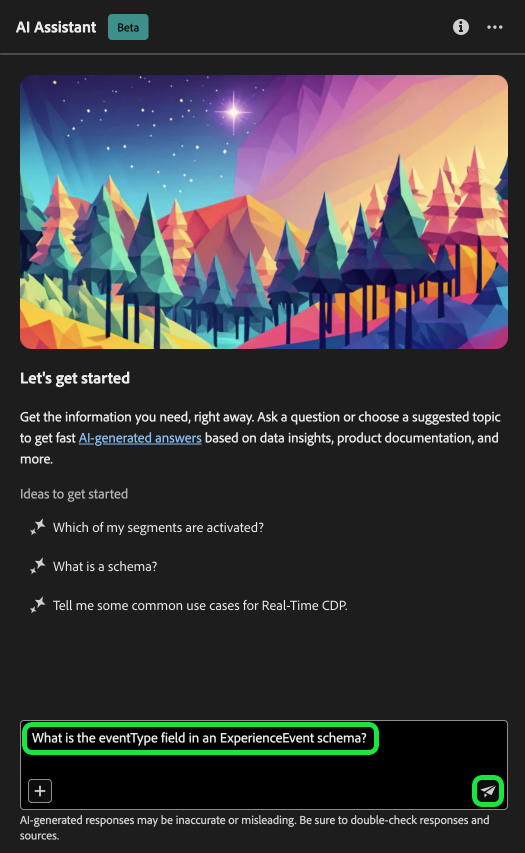 AI Assistant Beta
Let's get started
Get the information you need, right away. Ask a question or choose a suggested topic
to get fast AI-generated answers based on data insights, product documentation, and
more.
Ideas to get started
Which of my segments are activated?
What is a schema?
Tell me some common use cases for Real-Time CDP.
What is the eventType field in an ExperienceEvent schema?
AI-generated responses may be inaccurate or misleading. Be sure to double-check responses and
sources.